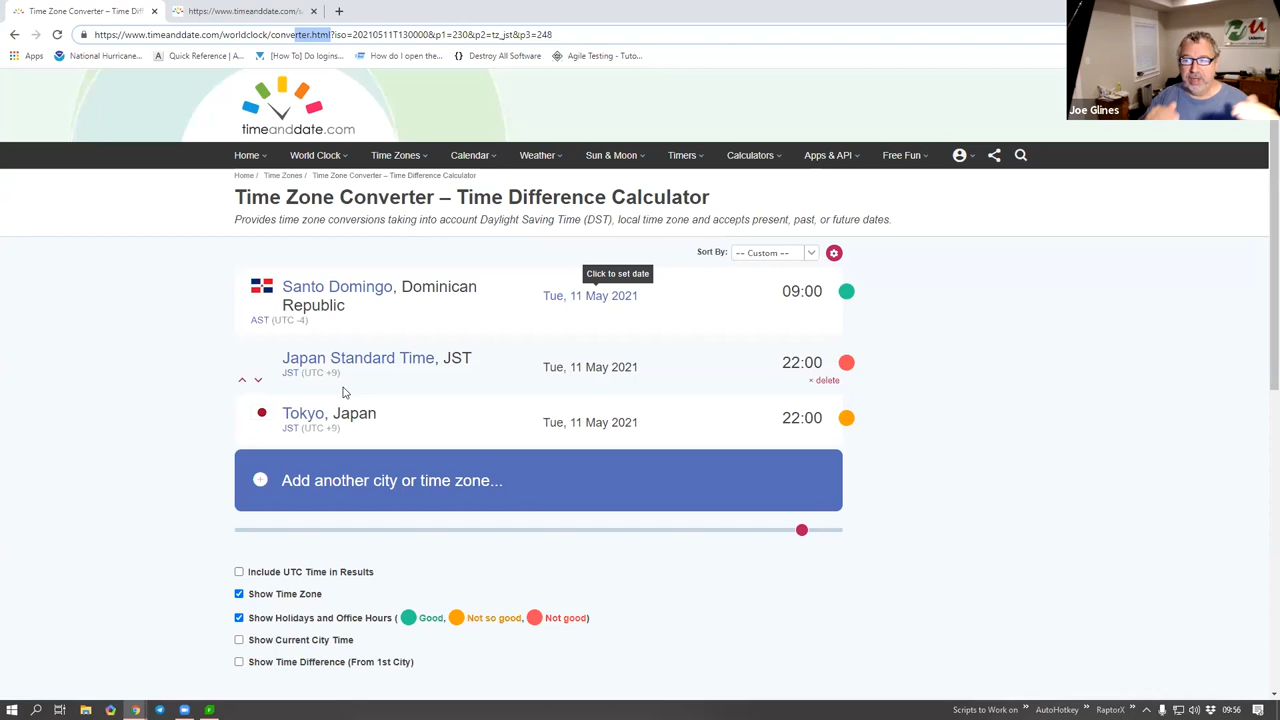 Time Zone Converter – Time Dif
https://www.timeanddate.com/s
https://www.timeanddate.com/worldclock/converter.html?iso=20210511T130000&p1=230&p2=tz_jst&p3=248
Apps
National Hurricane...
Quick Reference | A...
[How To] Do logins...
How do I open the...
Destroy All Software
Agile Testing - Tuto...
Udemy
Joe Glines
timeanddate.com
Home
World Clock
Time Zones
Calendar
Weather
Sun & Moon
Timers
Calculators
Apps & API
Free Fun
Home / Time Zones / Time Zone Converter – Time Difference Calculator
Time Zone Converter – Time Difference Calculator
Provides time zone conversions taking into account Daylight Saving Time (DST), local time zone and accepts present, past, or future dates.
Sort By: -- Custom --
Click to set date
Santo Domingo, Dominican
Republic
AST (UTC -4)
Tue, 11 May 2021
09:00
Japan Standard Time, JST
JST (UTC +9)
Tue, 11 May 2021
22:00
× delete
Tokyo, Japan
JST (UTC +9)
Tue, 11 May 2021
22:00
Add another city or time zone...
Include UTC Time in Results
Show Time Zone
Show Holidays and Office Hours ( Good, Not so good, Not good)
Show Current City Time
Show Time Difference (From 1st City)
Scripts to Work on »
AutoHotkey »
RaptorX »
09:56